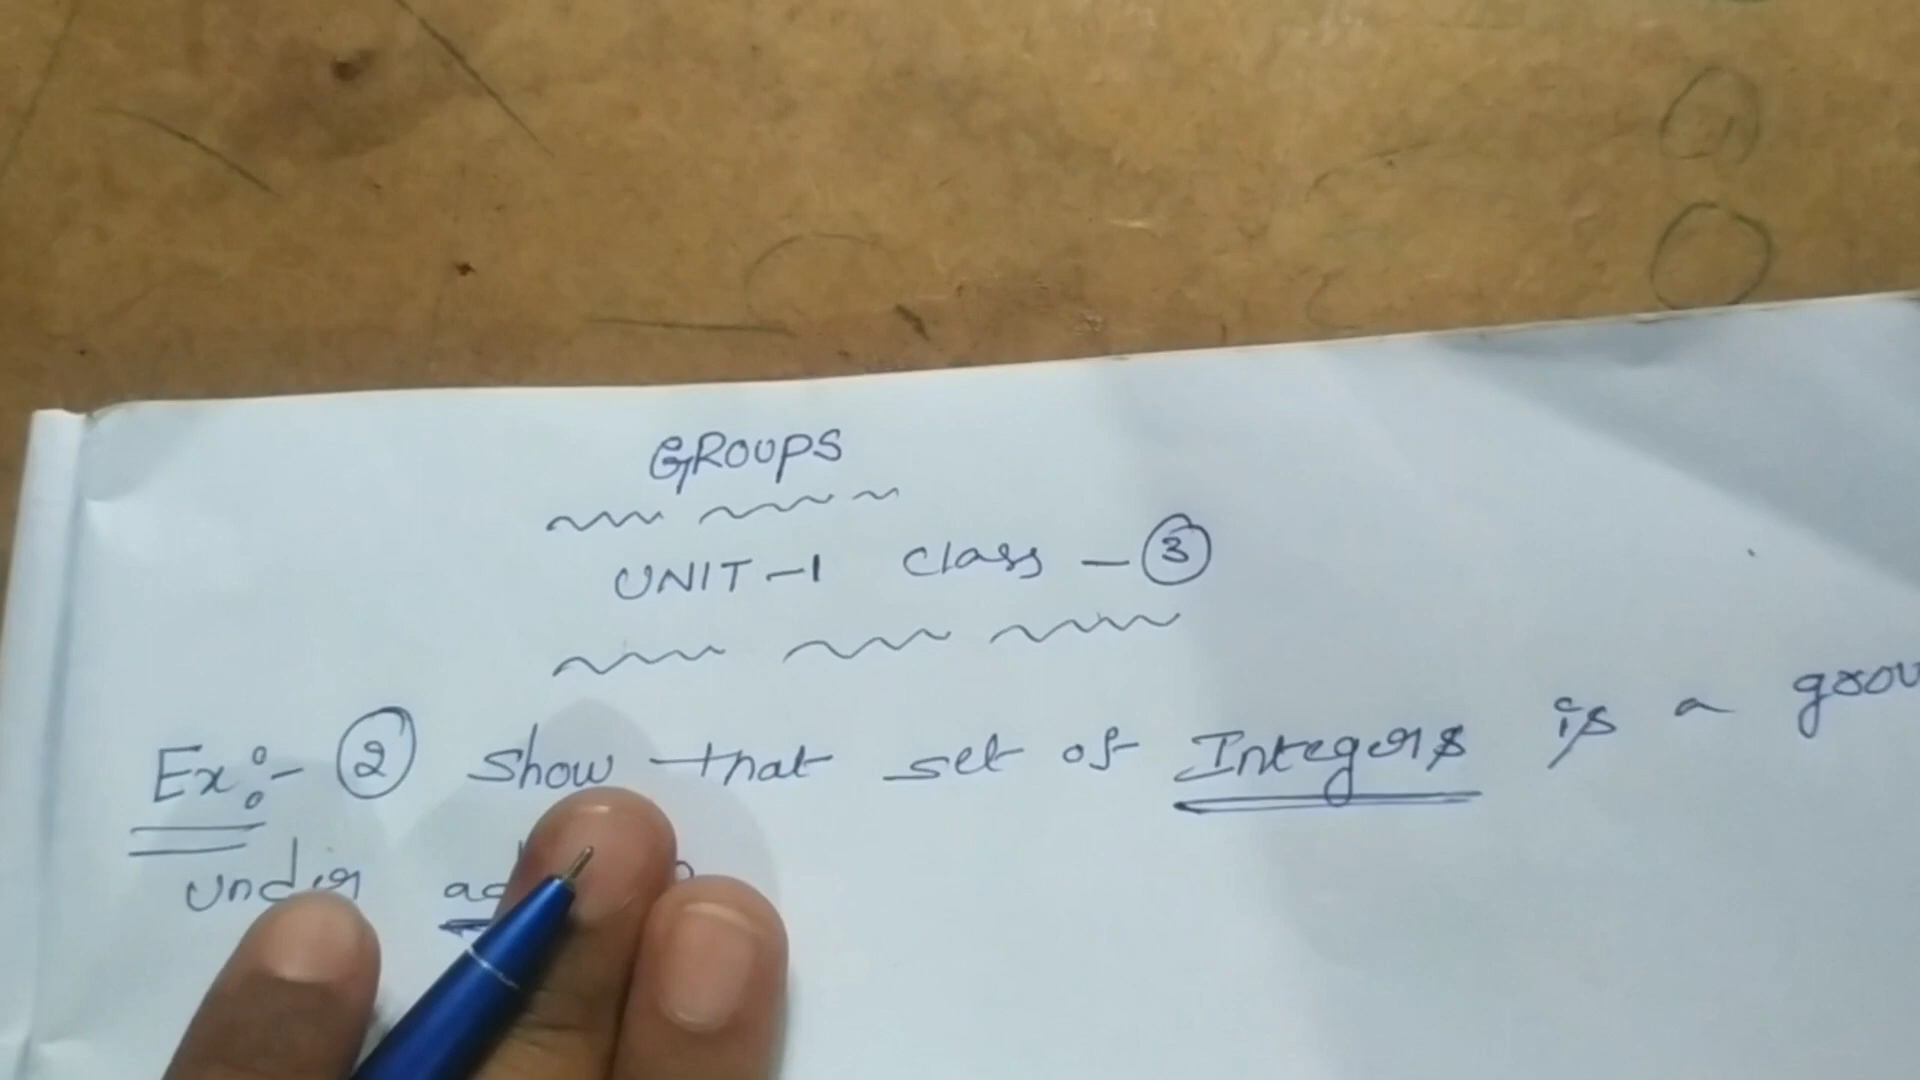 GROUPS
UNIT-1 class - 3
Ex:- 2 show that set of Integers is a
under